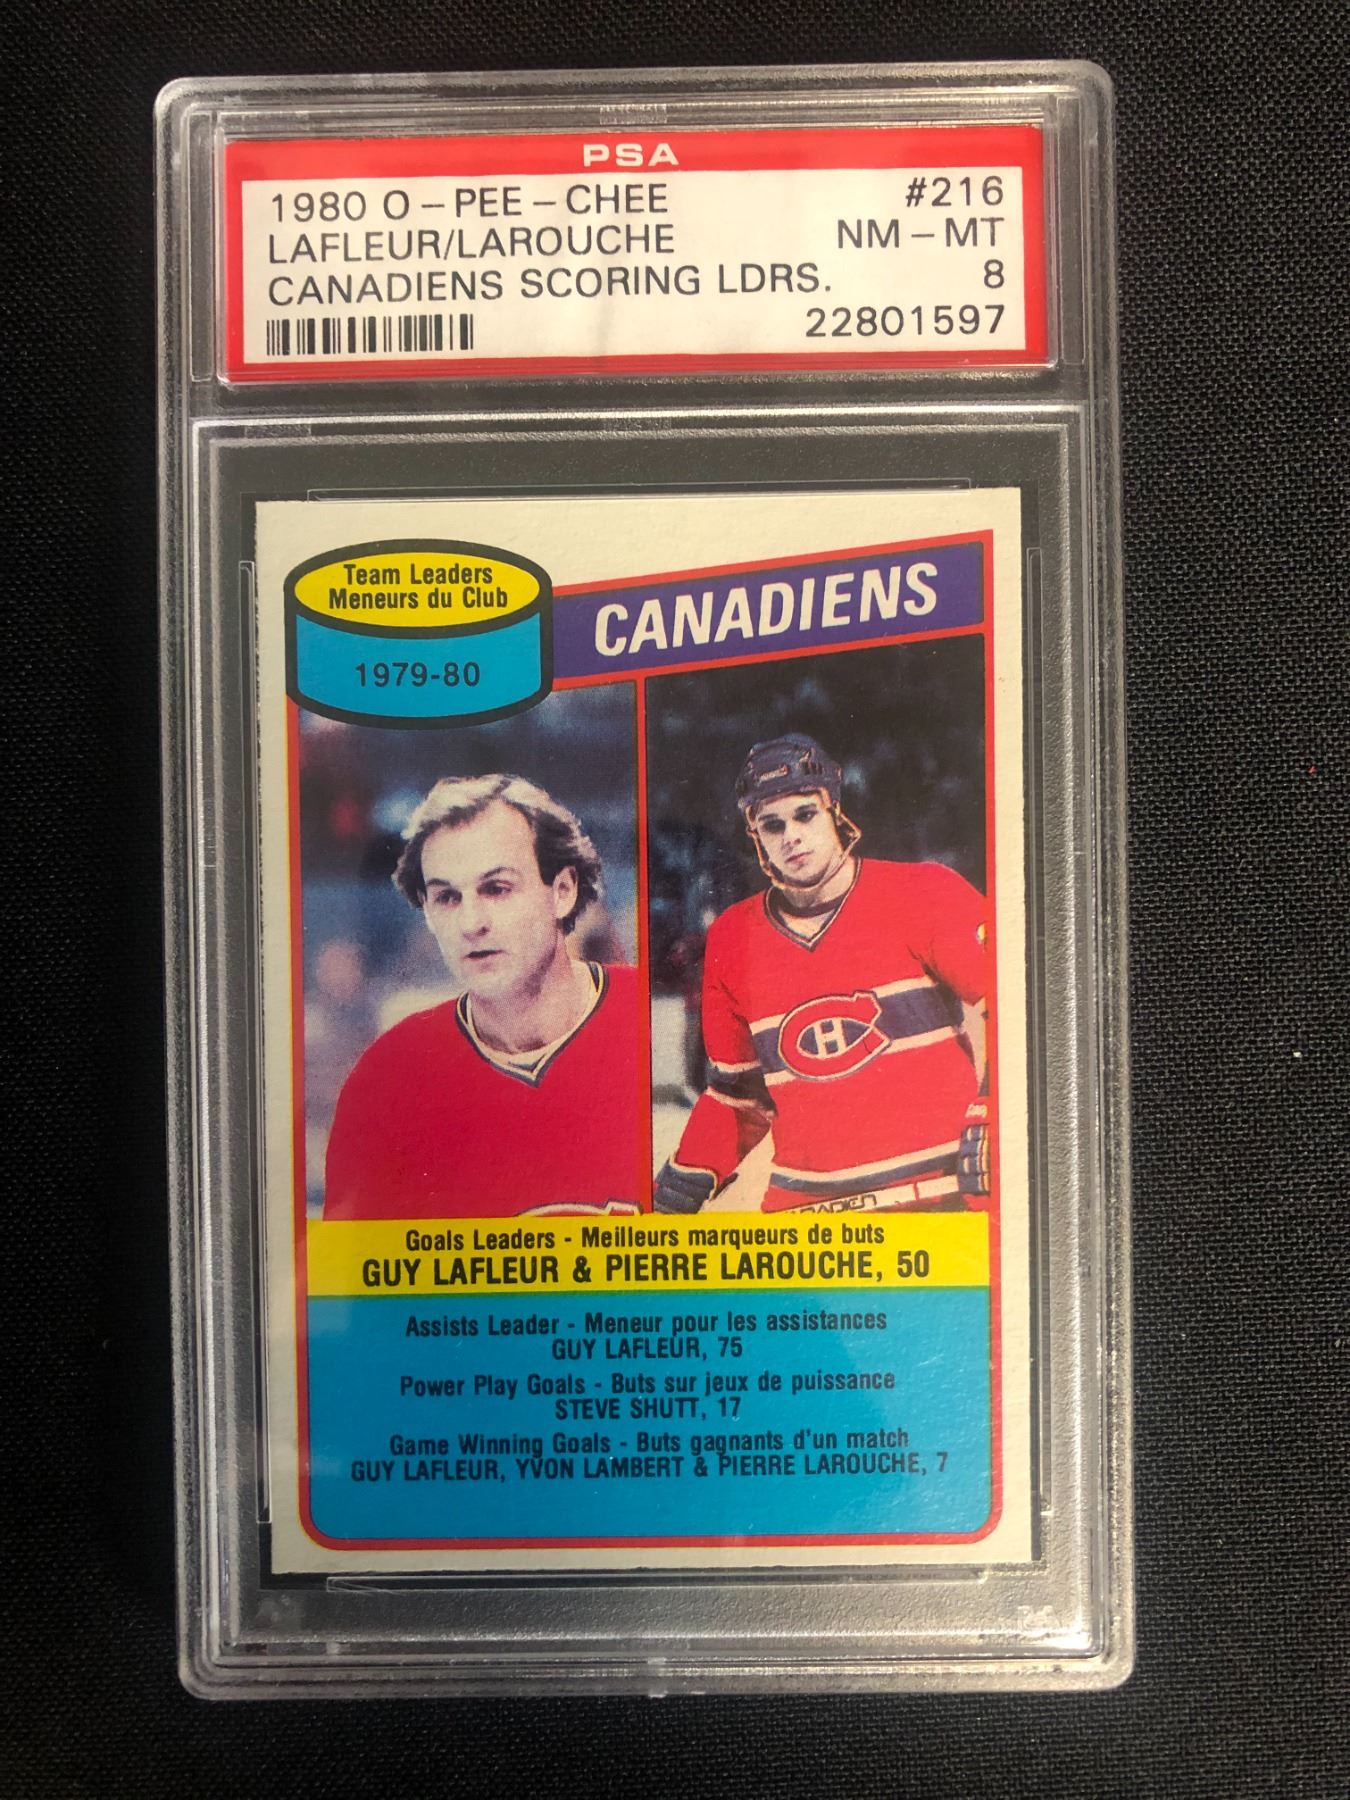 PSA
1980 O-PEE-CHEE #216
LAFLEUR/LAROUCHE NM-MT
CANADIENS SCORING LDRS. 8
22801597
Team Leaders
Meneurs du Club
1979-80
CANADIENS
CH
Goals Leaders - Meilleurs marqueurs de buts
GUY LAFLEUR & PIERRE LAROUCHE, 50
Assists Leader - Meneur pour les assistances
GUY LAFLEUR, 75
Power Play Goals - Buts sur jeux de puissance
STEVE SHUTT, 17
Game Winning Goals - Buts gagnants d'un match
GUY LAFLEUR, YVON LAMBERT & PIERRE LAROUCHE, 7